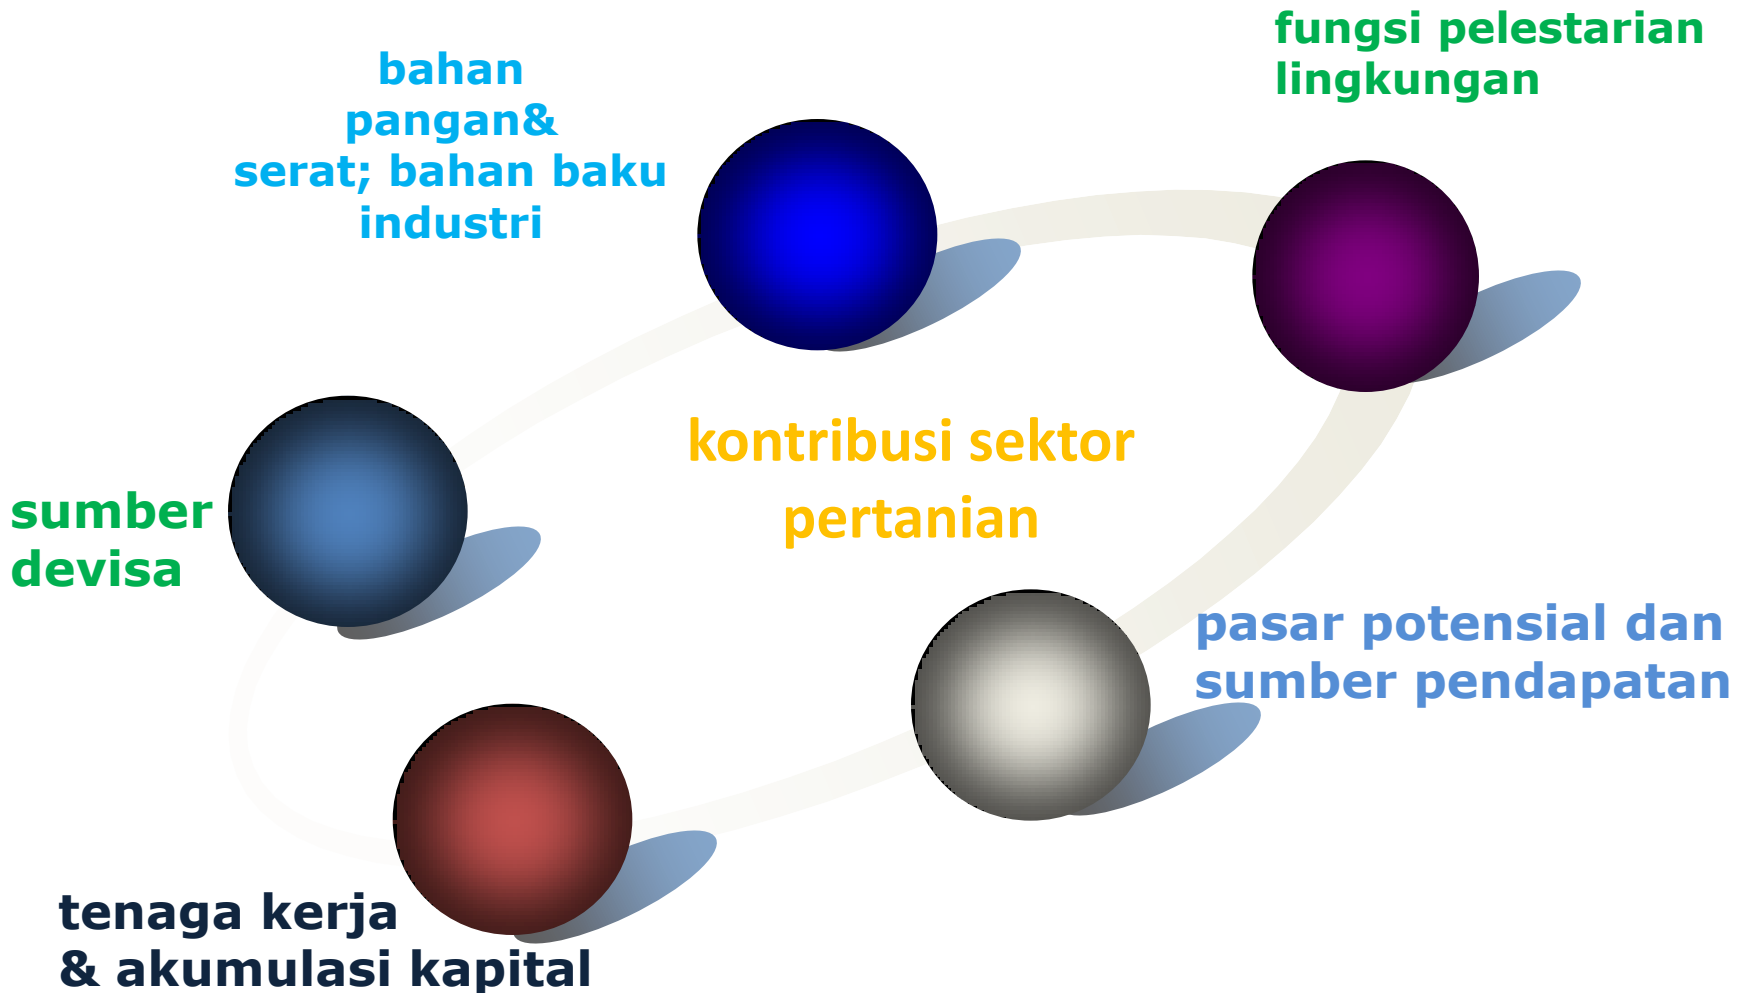 fungsi pelestarian
lingkungan
bahan
pangan&
serat; bahan baku
industri
kontribusi sektor
pertanian
sumber
devisa
pasar potensial dan
sumber pendapatan
tenaga kerja
& akumulasi kapital